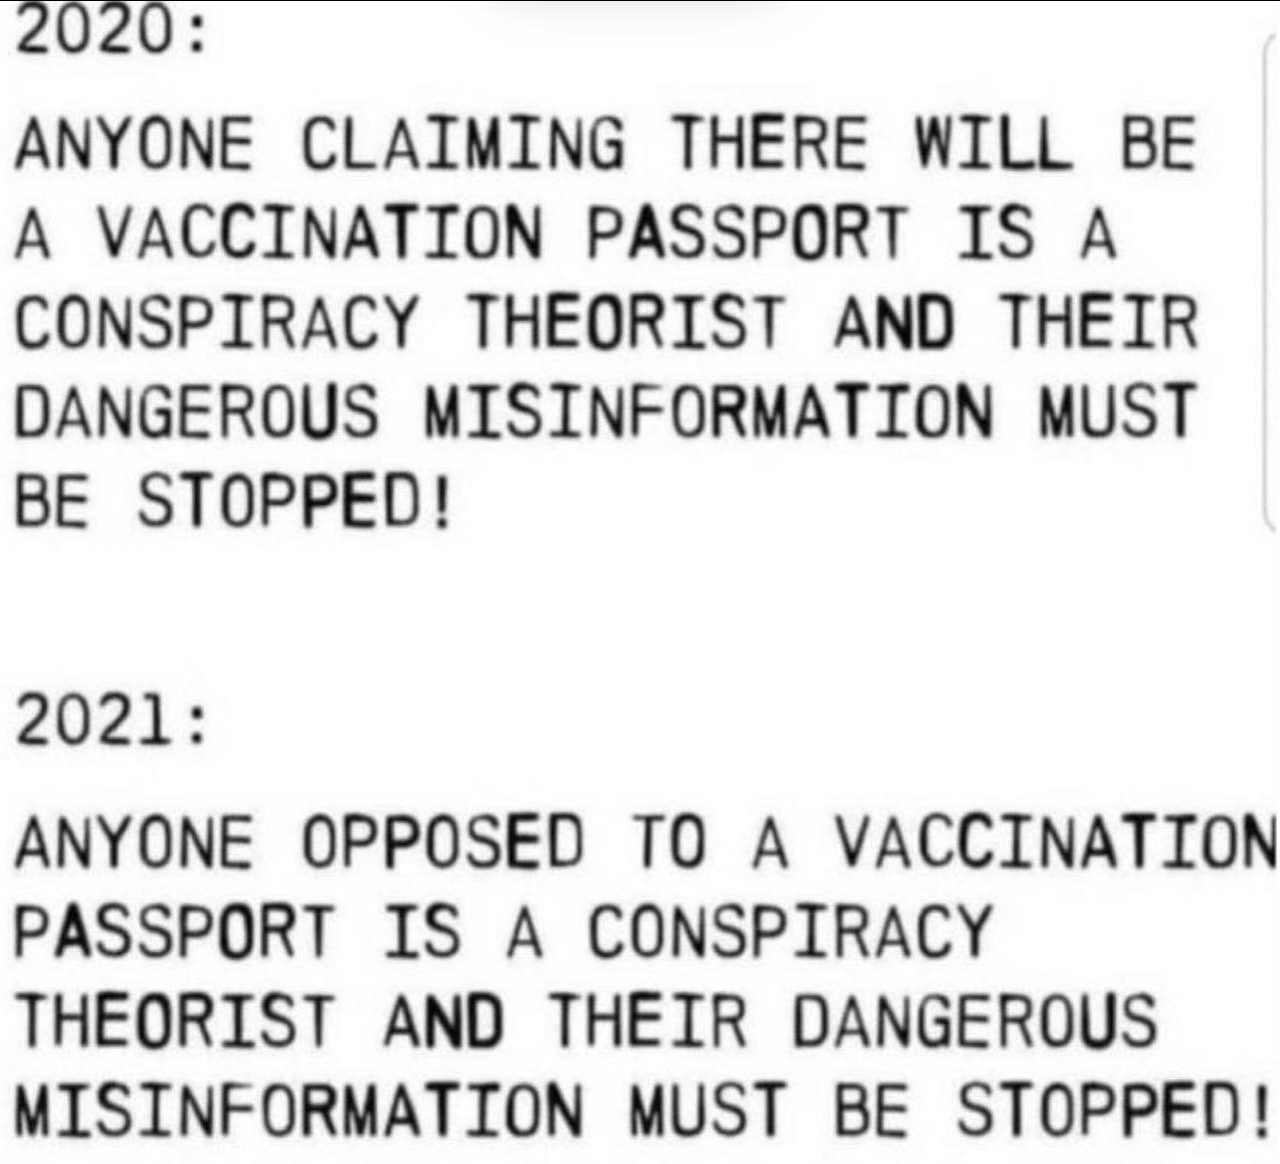 2020:
ANYONE CLAIMING THERE WILL BE
A VACCINATION PASSPORT IS A
CONSPIRACY THEORIST AND THEIR
DANGEROUS MISINFORMATION MUST
BE STOPPED!
2021:
ANYONE OPPOSED TO A VACCINATION
PASSPORT IS A CONSPIRACY
THEORIST AND THEIR DANGEROUS
MISINFORMATION MUST BE STOPPED!